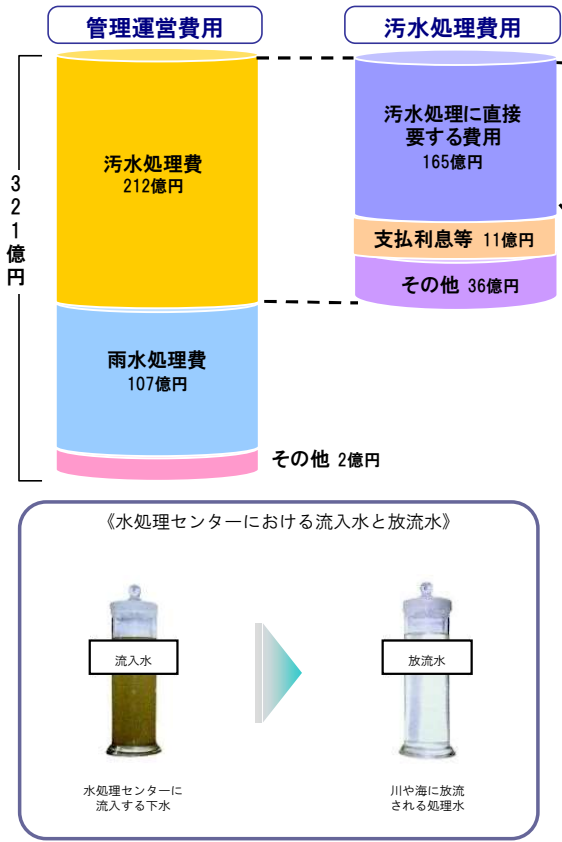 管理運営費用
汚水処理費用
321億円
汚水処理費
212億円
雨水処理費
107億円
その他 2億円
汚水処理に直接
要する費用
165億円
支払利息等 11億円
その他 36億円
《水処理センターにおける流入水と放流水》
流入水
放流水
水処理センターに
流入する下水
川や海に放流
される処理水